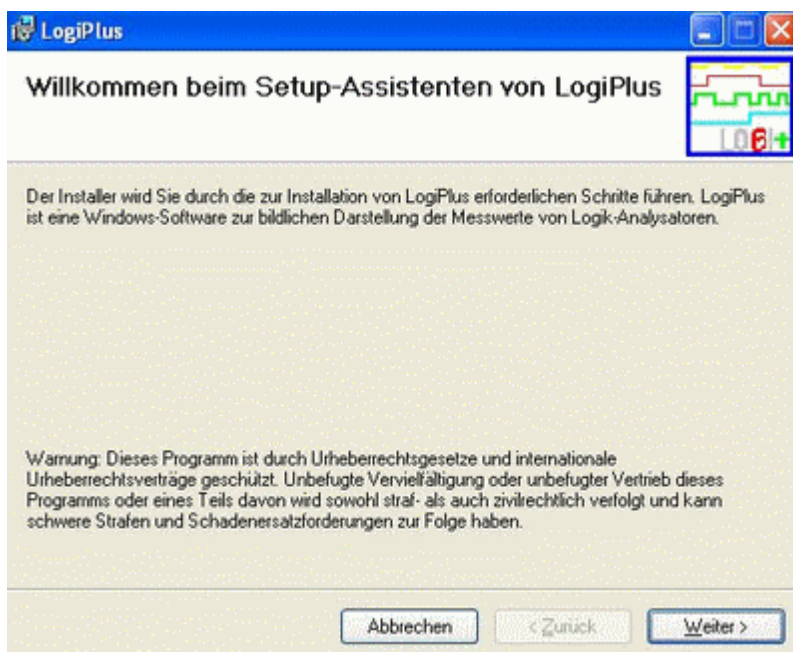 LogiPlus
Willkommen beim Setup-Assistenten von LogiPlus
LOGI+
Der Installer wird Sie durch die zur Installation von LogiPlus erforderlichen Schritte führen. LogiPlus
ist eine Windows-Software zur bildlichen Darstellung der Messwerte von Logik-Analysatoren.
Warnung: Dieses Programm ist durch Urheberrechtsgesetze und internationale
Urheberrechtsverträge geschützt. Unbefugte Vervielfältigung oder unbefugter Vertrieb dieses
Programms oder eines Teils davon wird sowohl straf- als auch zivilrechtlich verfolgt und kann
schwere Strafen und Schadenersatzforderungen zur Folge haben.
Abbrechen
< Zurück
Weiter >